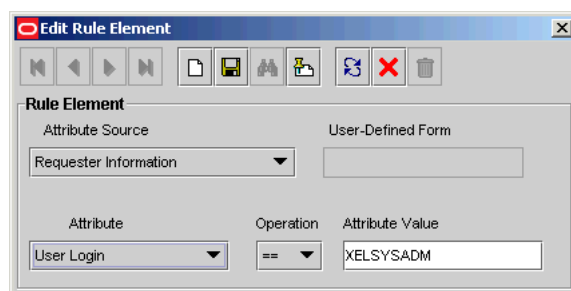 Edit Rule Element
Rule Element
Attribute Source User-Defined Form
Requester Information
Attribute Operation Attribute Value
User Login == XELSYSADM